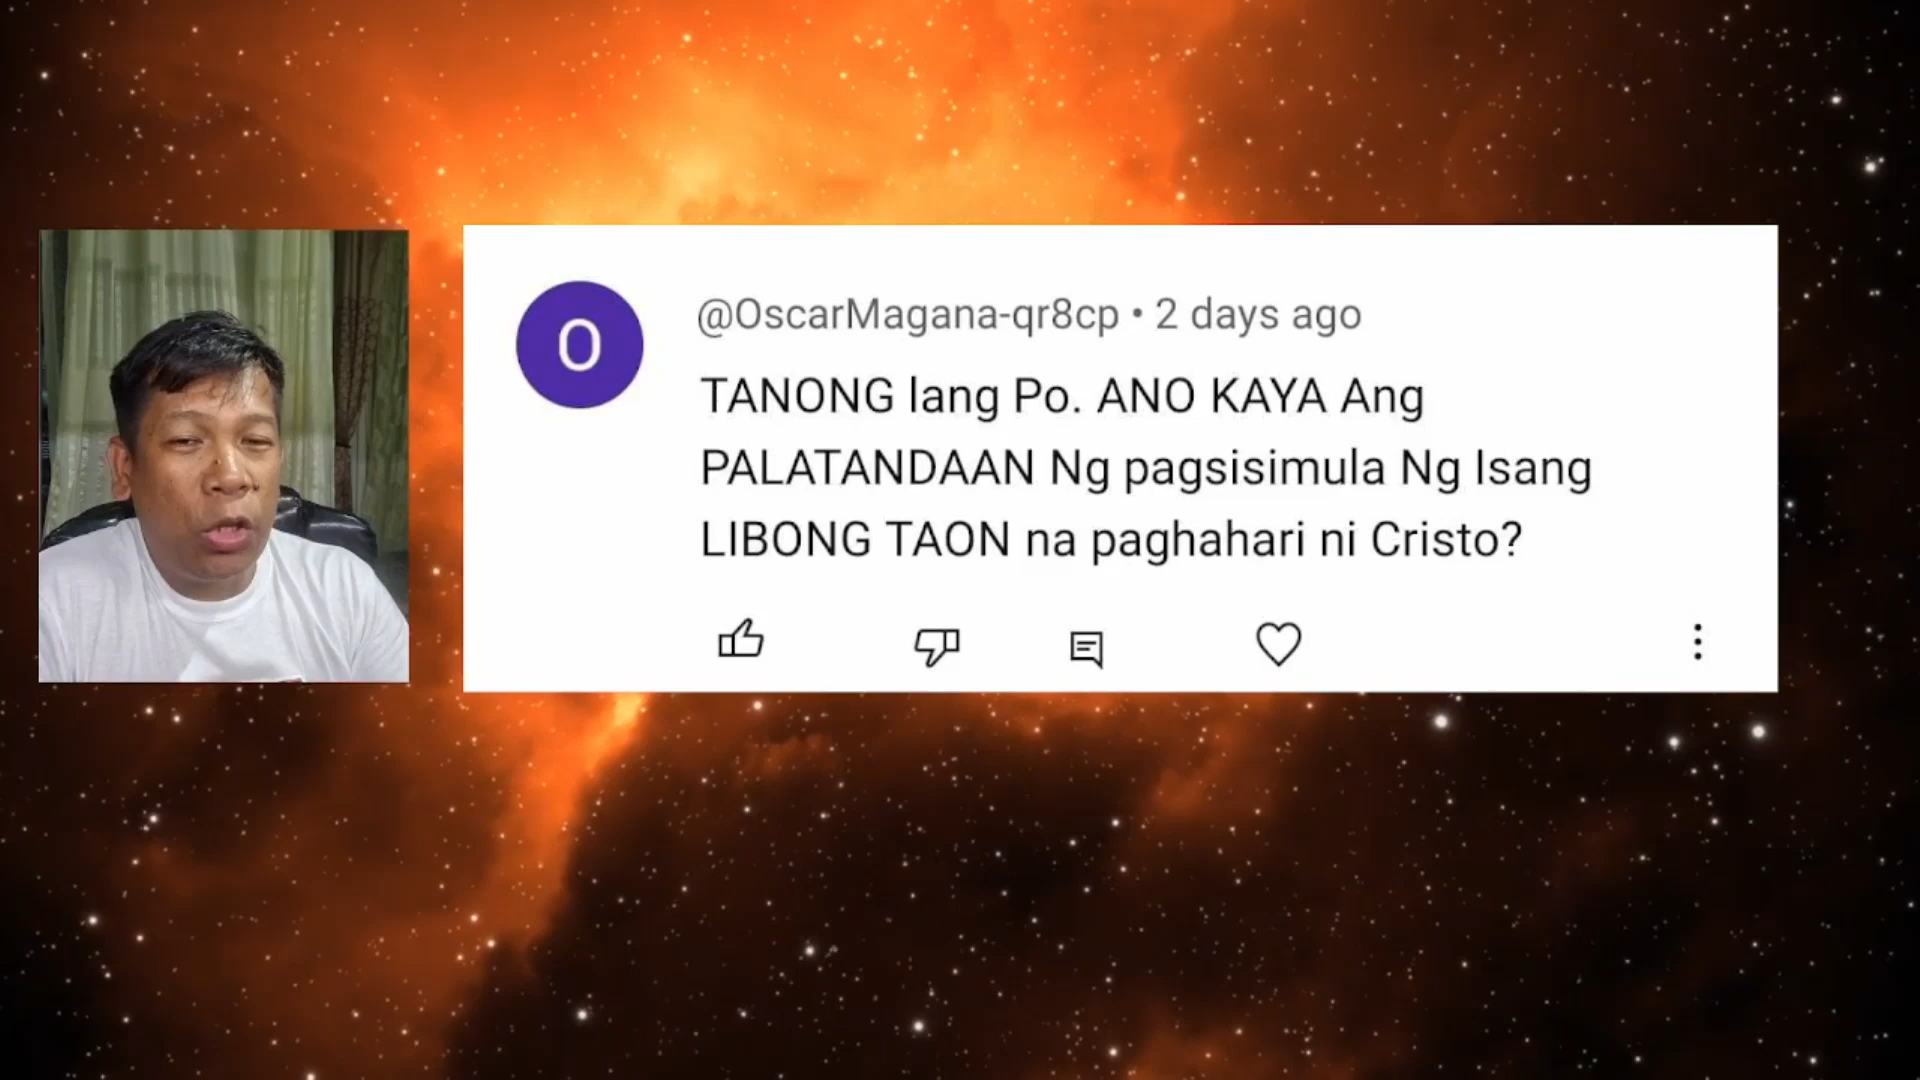 O
@OscarMagana-qr8cp • 2 days ago
TANONG lang Po. ANO KAYA Ang
PALATANDAAN Ng pagsisimula Ng Isang
LIBONG TAON na paghahari ni Cristo?